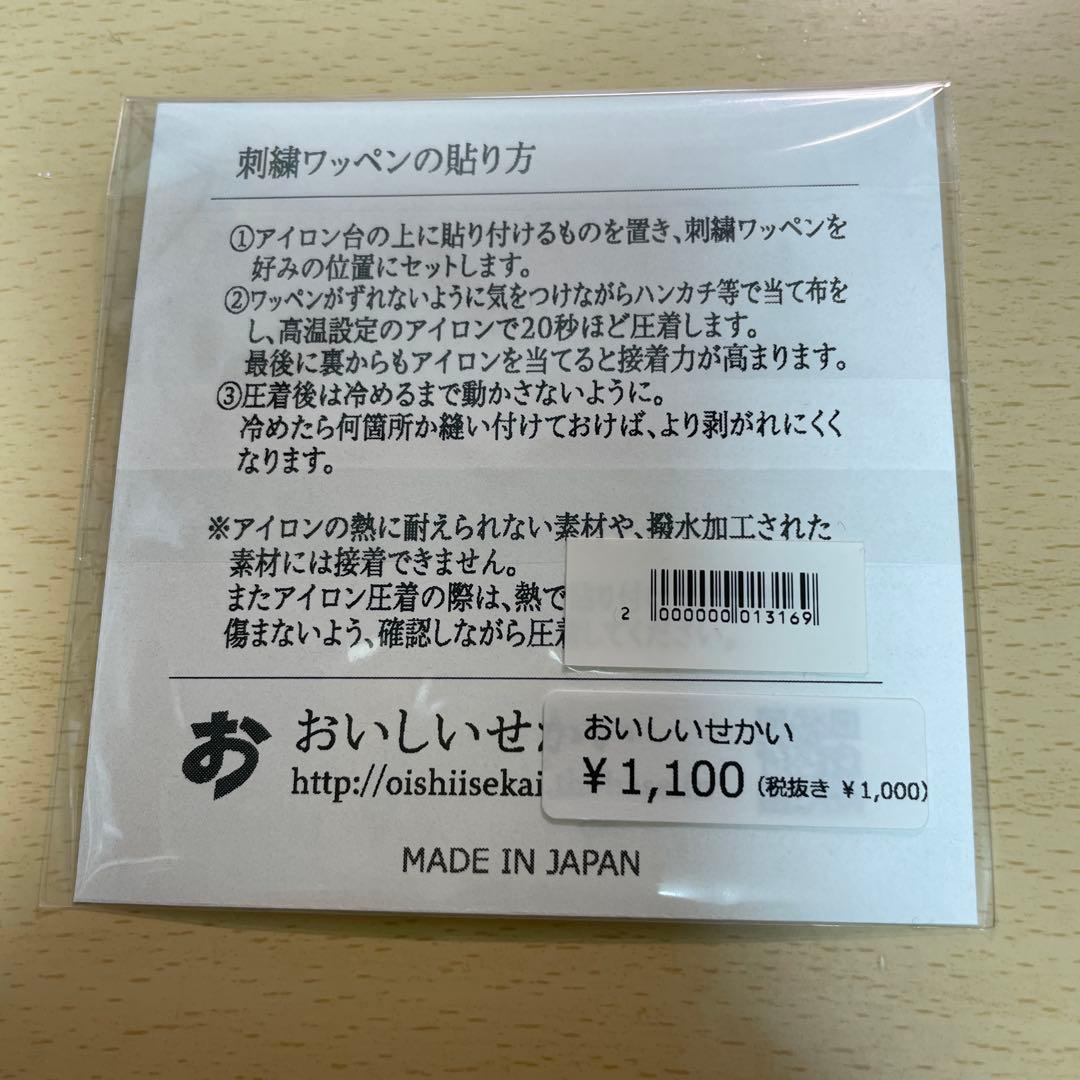 刺繍ワッペンの貼り方
①アイロン台の上に貼り付けるものを置き、刺繍ワッペンを
好みの位置にセットします。
②ワッペンがずれないように気をつけながらハンカチ等で当て布を
し、高温設定のアイロンで20秒ほど圧着します。
最後に裏からもアイロンを当てると接着力が高まります。
③圧着後は冷めるまで動かさないように。
冷めたら何箇所か縫い付けておけば、より剥がれにくく
なります。
※アイロンの熱に耐えられない素材や、撥水加工された
素材には接着できません。
またアイロン圧着の際は、熱で
傷まないよう、確認しながら圧着
2 000000 013169
お おいしいせ
http://oishiisekai
おいしいせかい
¥1,100 (税抜き ¥1,000)
MADE IN JAPAN